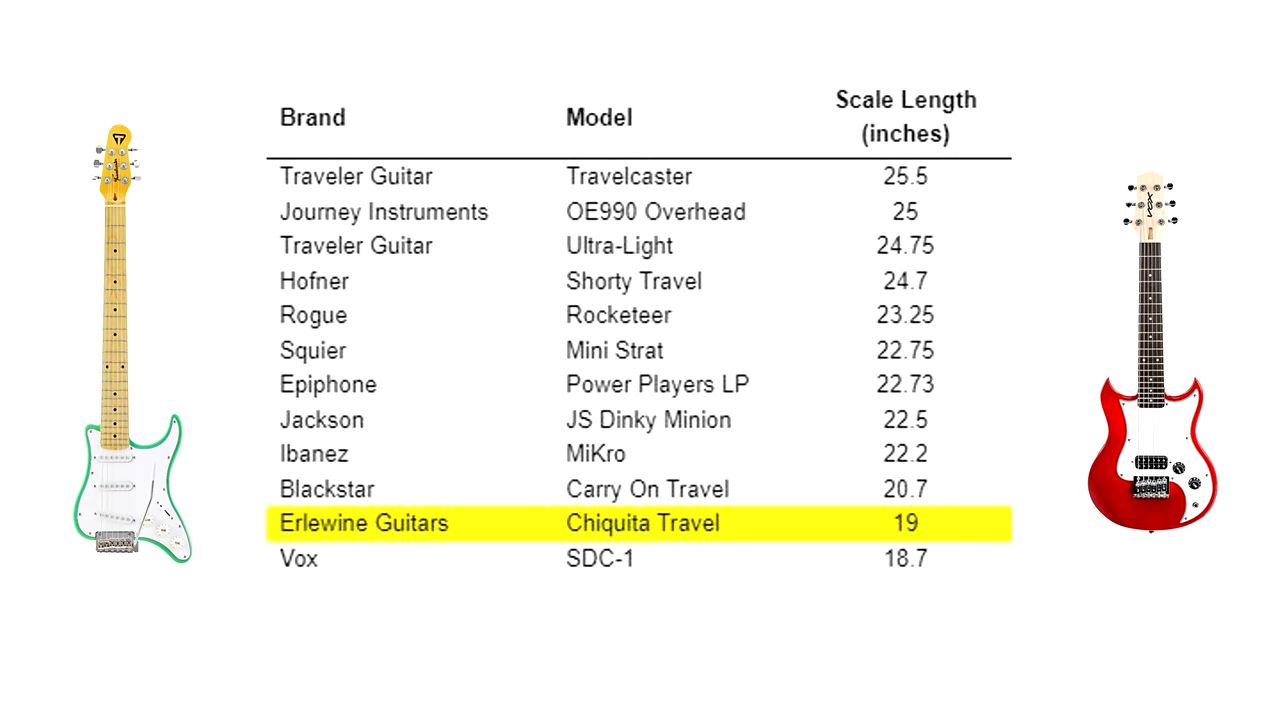 Brand Model Scale Length
(inches)
Traveler Guitar Travelcaster 25.5
Journey Instruments OE990 Overhead 25
Traveler Guitar Ultra-Light 24.75
Hofner Shorty Travel 24.7
Rogue Rocketeer 23.25
Squier Mini Strat 22.75
Epiphone Power Players LP 22.73
Jackson JS Dinky Minion 22.5
Ibanez MiKro 22.2
Blackstar Carry On Travel 20.7
Erlewine Guitars Chiquita Travel 19
Vox SDC-1 18.7
VOX